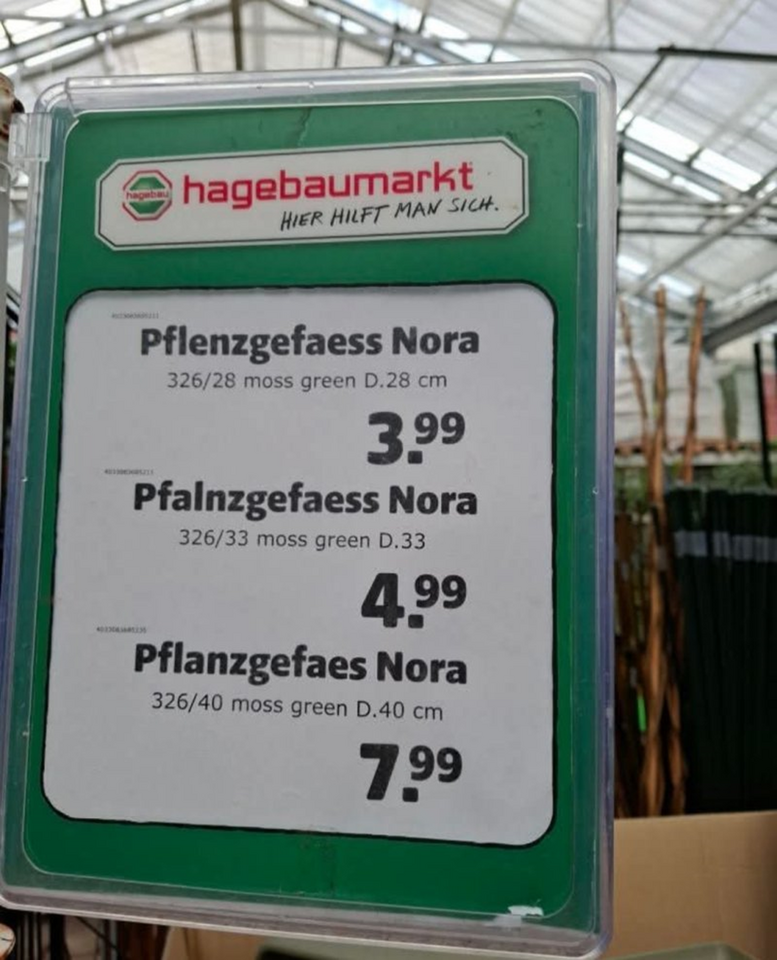 hagebau hagebaumarkt
HIER HILFT MAN SICH.
Pflenzgefaess Nora
326/28 moss green D.28 cm
3.99
Pfalnzgefaess Nora
326/33 moss green D.33
4.99
Pflanzgefaes Nora
326/40 moss green D.40 cm
7.99